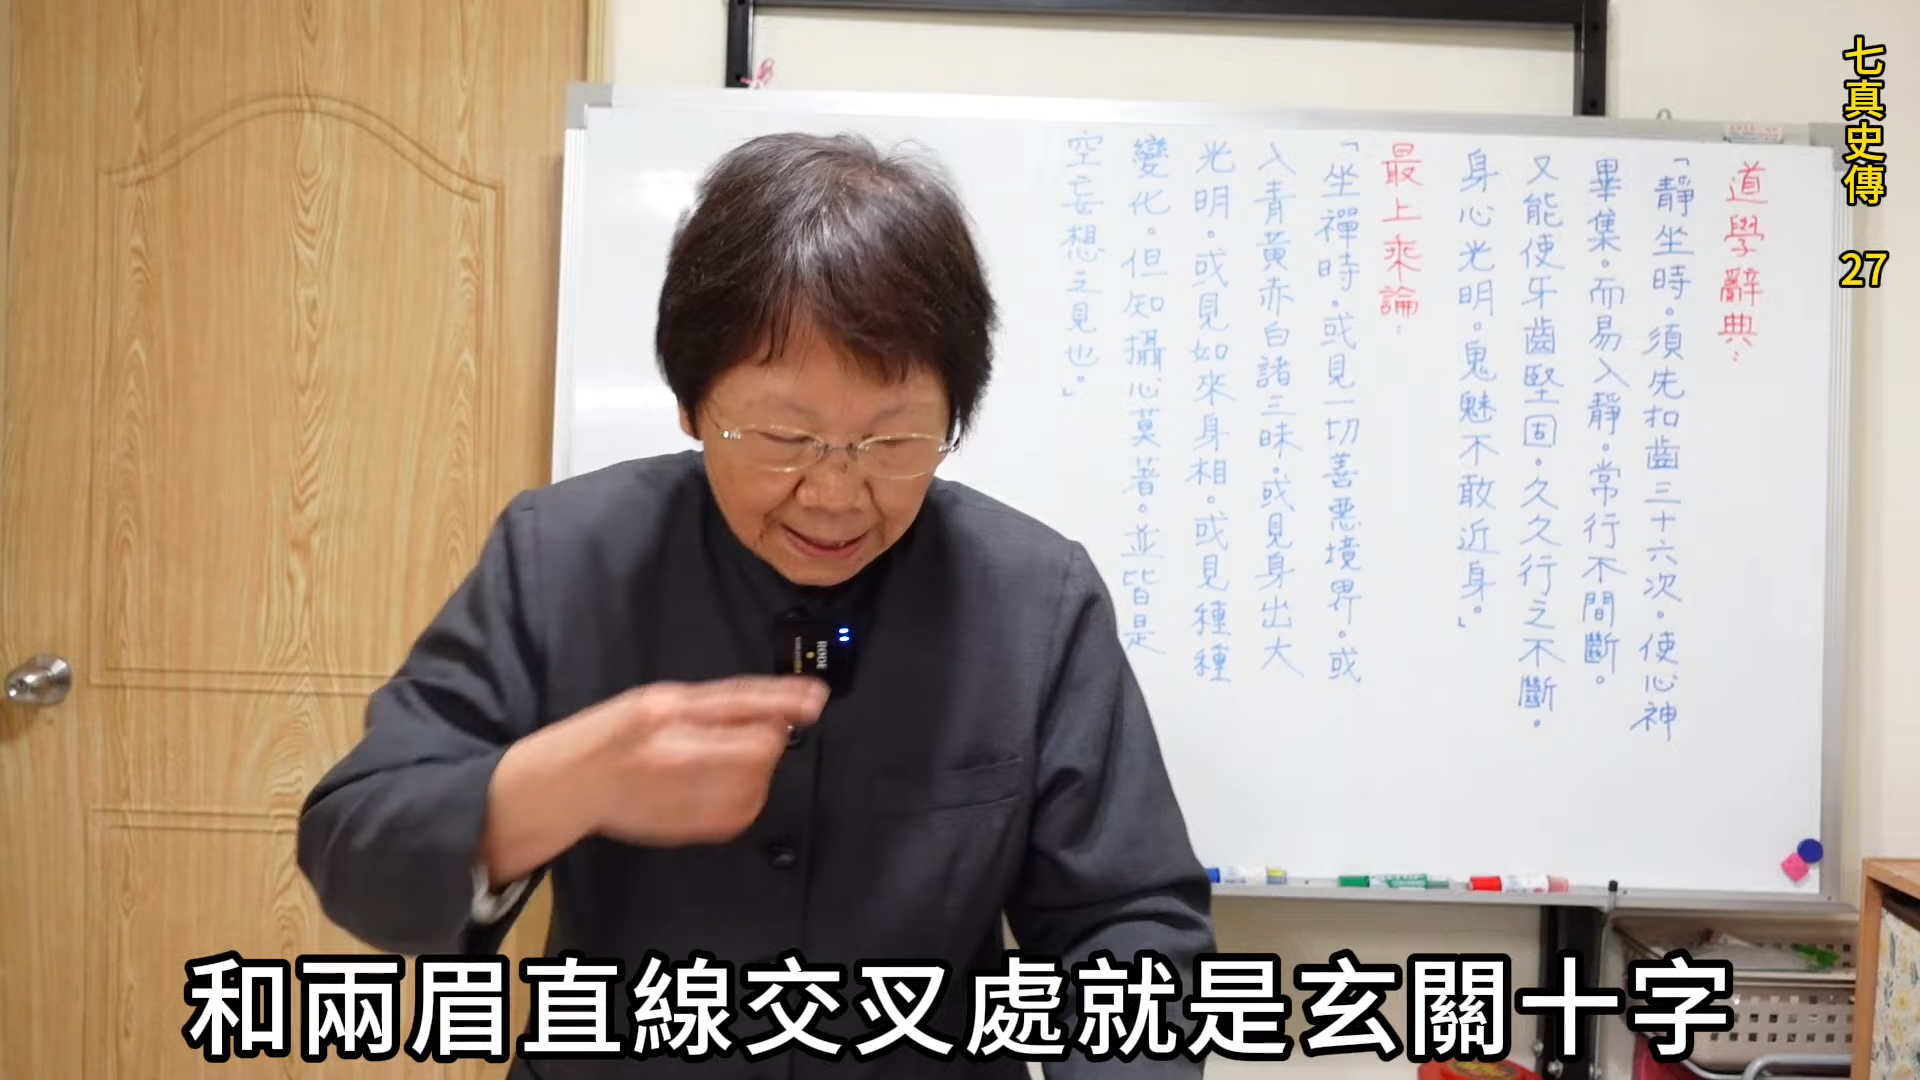 七真史傳 27
道學辭典：
「靜坐時。須先扣齒三十六次。使心神
畢集。而易入靜。常行不間斷。
又能使牙齒堅固。久久行之不斷。
身心光明。鬼魅不敢近身。」
最上乘論：
「坐禪時。或見一切善惡境界。或
入青黃赤白諸三昧。或見身出大
光明。或見如來身相。或見種種
變化。但知攝心莫著。並皆是
空妄想之見也。」
RODE
和兩眉直線交叉處就是玄關十字